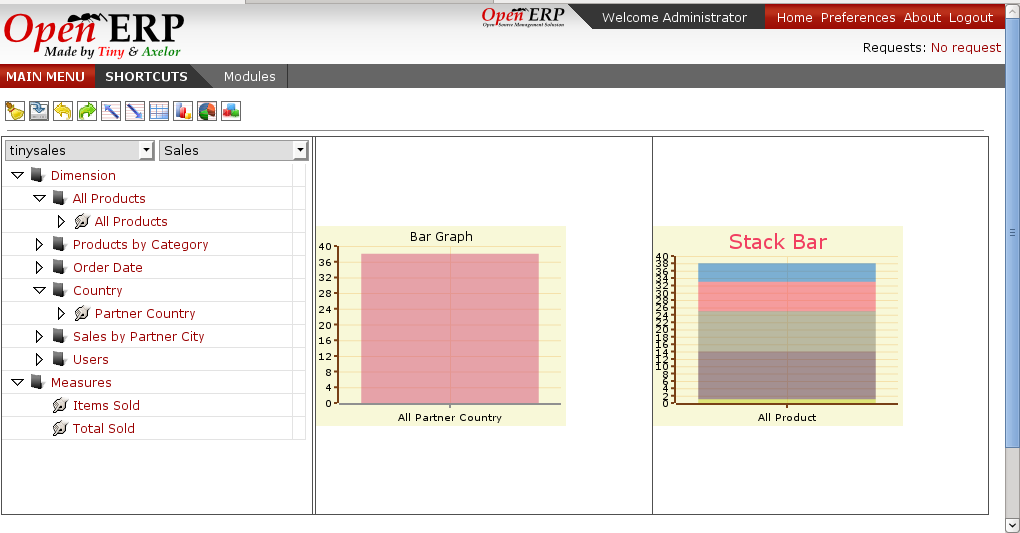 Open ERP
Made by Tiny & Axelor
Open ERP
Open Source Management Solution
Welcome Administrator
Home Preferences About Logout
Requests: No request
MAIN MENU SHORTCUTS Modules
tinysales Sales
Dimension
All Products
All Products
Products by Category
Order Date
Country
Partner Country
Sales by Partner City
Users
Measures
Items Sold
Total Sold
Bar Graph
40
36
32
28
24
20
16
12
8
4
0
All Partner Country
Stack Bar
40
38
36
34
32
30
28
26
24
22
20
18
16
14
12
10
8
6
4
2
0
All Product